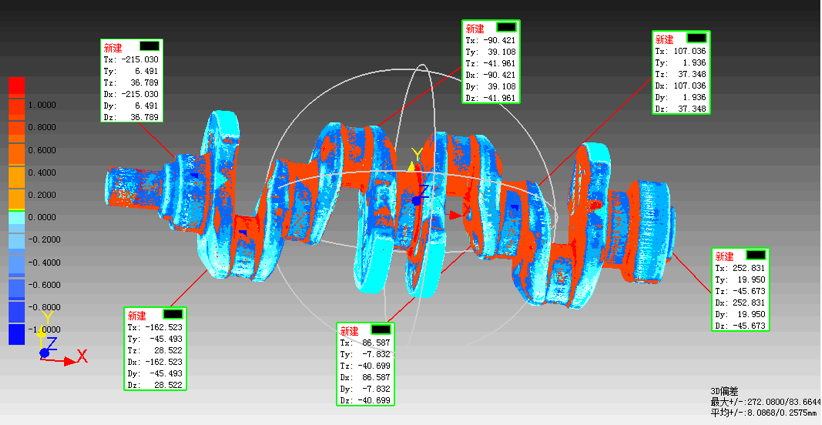 新建
Tx: -215.030
Ty: 6.491
Tz: 36.789
Dx: -215.030
Dy: 6.491
Dz: 36.789
新建
Tx: -90.421
Ty: 39.108
Tz: -41.961
Dx: -90.421
Dy: 39.108
Dz: -41.961
新建
Tx: 107.036
Ty: 1.936
Tz: 37.348
Dx: 107.036
Dy: 1.936
Dz: 37.348
1.0000
0.8000
0.6000
0.4000
0.2000
0.0000
-0.2000
-0.4000
-0.6000
-0.8000
-1.0000
Y
Z
Y
Z
X
新建
Tx: -162.523
Ty: -45.493
Tz: 28.522
Dx: -162.523
Dy: -45.493
Dz: 28.522
新建
Tx: 86.587
Ty: -7.832
Tz: -40.699
Dx: 86.587
Dy: -7.832
Dz: -40.699
新建
Tx: 252.831
Ty: 19.950
Tz: -45.673
Dx: 252.831
Dy: 19.950
Dz: -45.673
3D偏差
最大+/-:272.0800/83.6644
平均+/-:8.0868/0.2575mm